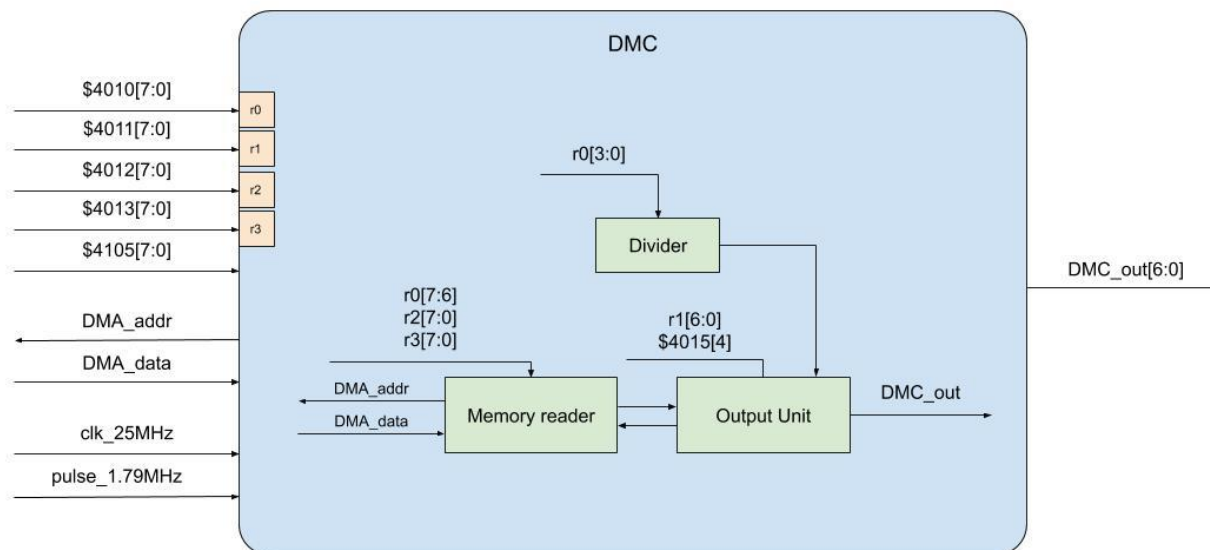 DMC
$4010[7:0]
r0
$4011[7:0]
r1
$4012[7:0]
r2
$4013[7:0]
r3
$4105[7:0]
DMA_addr
DMA_data
clk_25MHz
pulse_1.79MHz
r0[3:0]
Divider
r0[7:6]
r2[7:0]
r3[7:0]
r1[6:0]
$4015[4]
DMA_addr
DMA_data
Memory reader
Output Unit
DMC_out
DMC_out[6:0]